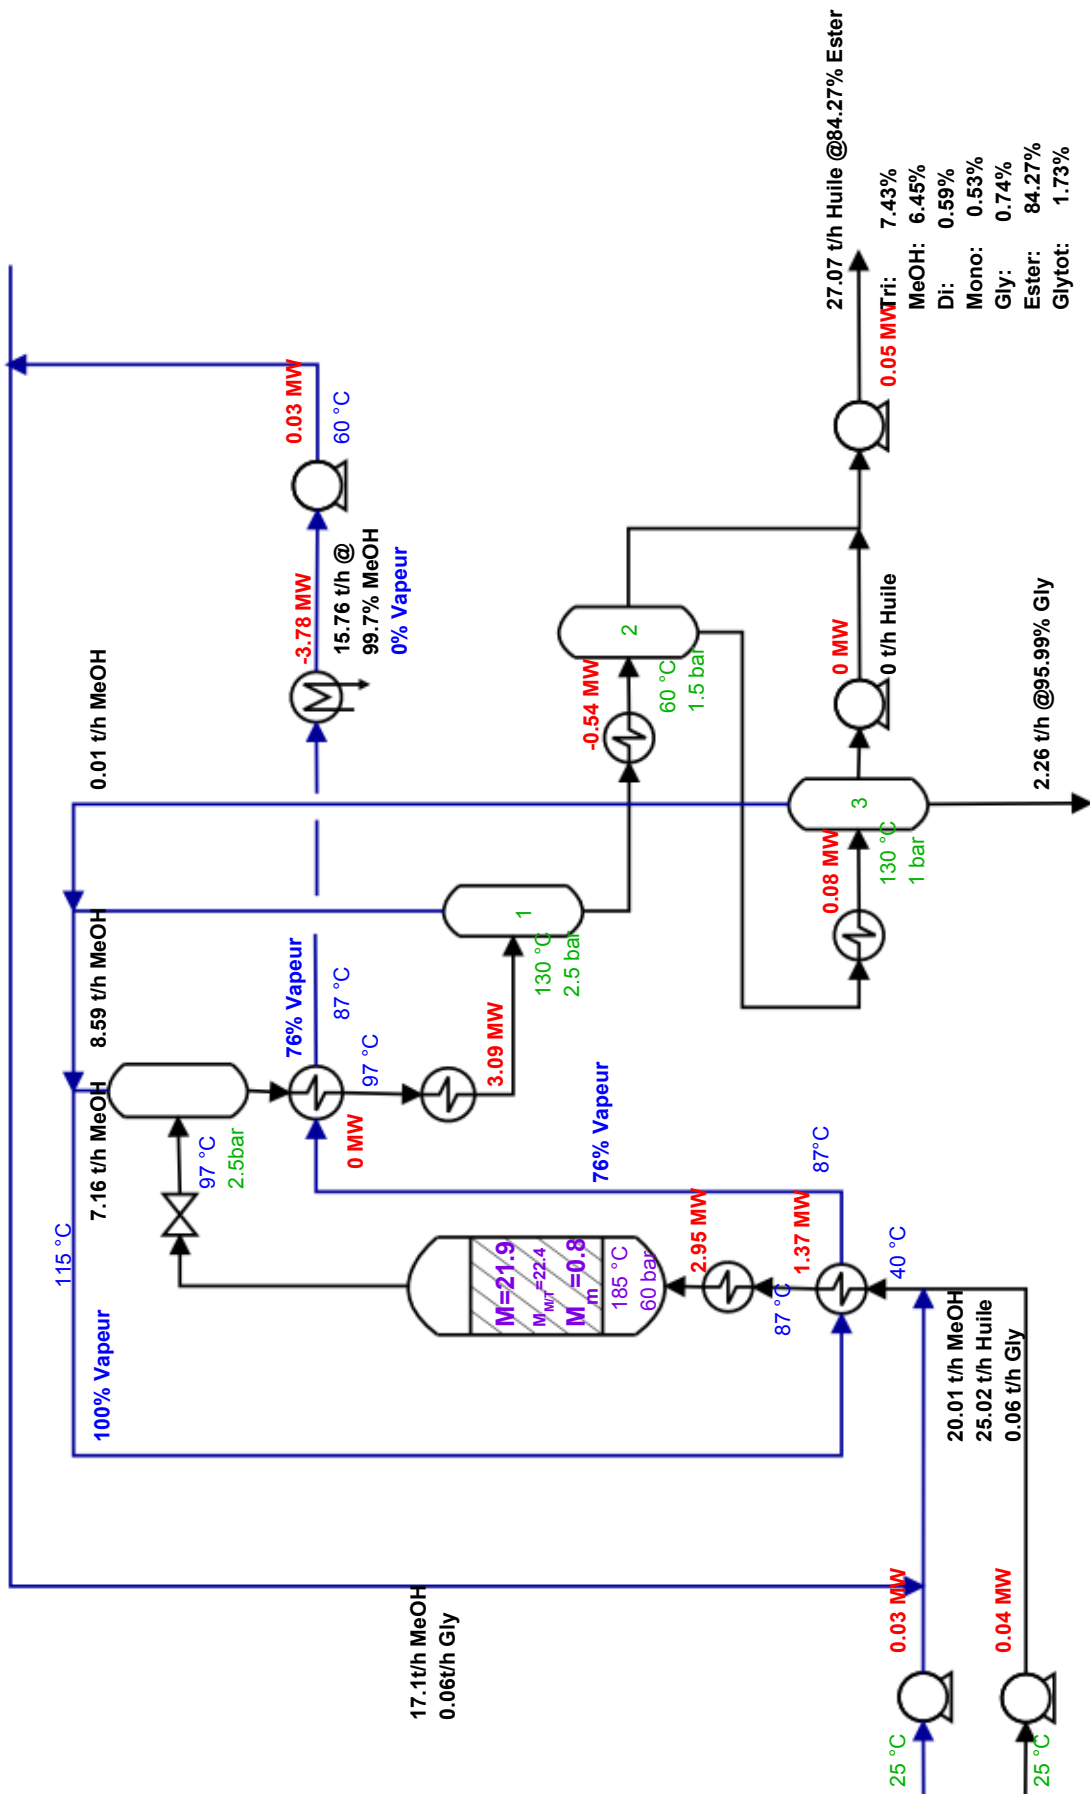 27.07 t/h Huile @84.27% Ester
Tri: 7.43%
MeOH: 6.45%
Di: 0.59%
Mono: 0.53%
Gly: 0.74%
Ester: 84.27%
Glytot: 1.73%
0.05 MW
0.03 MW
60 °C
-3.78 MW
15.76 t/h @
99.7% MeOH
0% Vapeur
0.01 t/h MeOH
8.59 t/h MeOH
7.16 t/h MeOH
115 °C
100% Vapeur
97 °C
2.5bar
76% Vapeur
87 °C
97 °C
0 MW
3.09 MW
1
130 °C
2.5 bar
-0.54 MW
2
60 °C
1.5 bar
0 MW
0 t/h Huile
3
0.08 MW
130 °C
1 bar
2.26 t/h @95.99% Gly
76% Vapeur
87°C
M=21.9
M M/T =22.4
M m =0.8
185 °C
60 bar
2.95 MW
87 °C
1.37 MW
40 °C
20.01 t/h MeOH
25.02 t/h Huile
0.06 t/h Gly
17.1t/h MeOH
0.06t/h Gly
0.03 MW
25 °C
0.04 MW
25 °C